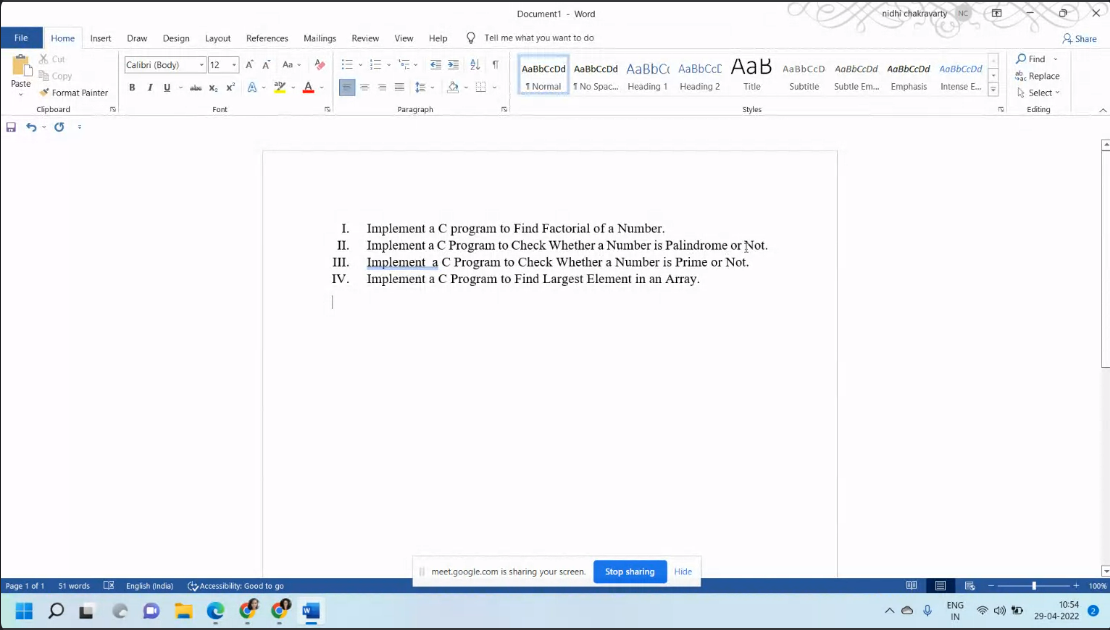 Document1 - Word
nidhi chakravarty NC
File Home Insert Draw Design Layout References Mailings Review View Help Tell me what you want to do Share
Paste
Cut
Copy
Format Painter
Clipboard
Calibri (Body) 12
Font
Paragraph
AaBbCcDd AaBbCcDd AaBbCc AaBbCcD AaB AaBbCcD AaBbCcDd AaBbCcDd AaBbCcDd
¶ Normal ¶ No Spac... Heading 1 Heading 2 Title Subtitle Subtle Em... Emphasis Intense E...
Styles
Find
Replace
Select
Editing
I. Implement a C program to Find Factorial of a Number.
II. Implement a C Program to Check Whether a Number is Palindrome or Not.
III. Implement a C Program to Check Whether a Number is Prime or Not.
IV. Implement a C Program to Find Largest Element in an Array.
meet.google.com is sharing your screen. Stop sharing Hide
Page 1 of 1 51 words English (India) Accessibility: Good to go 100%
ENG
IN
10:54
29-04-2022
2